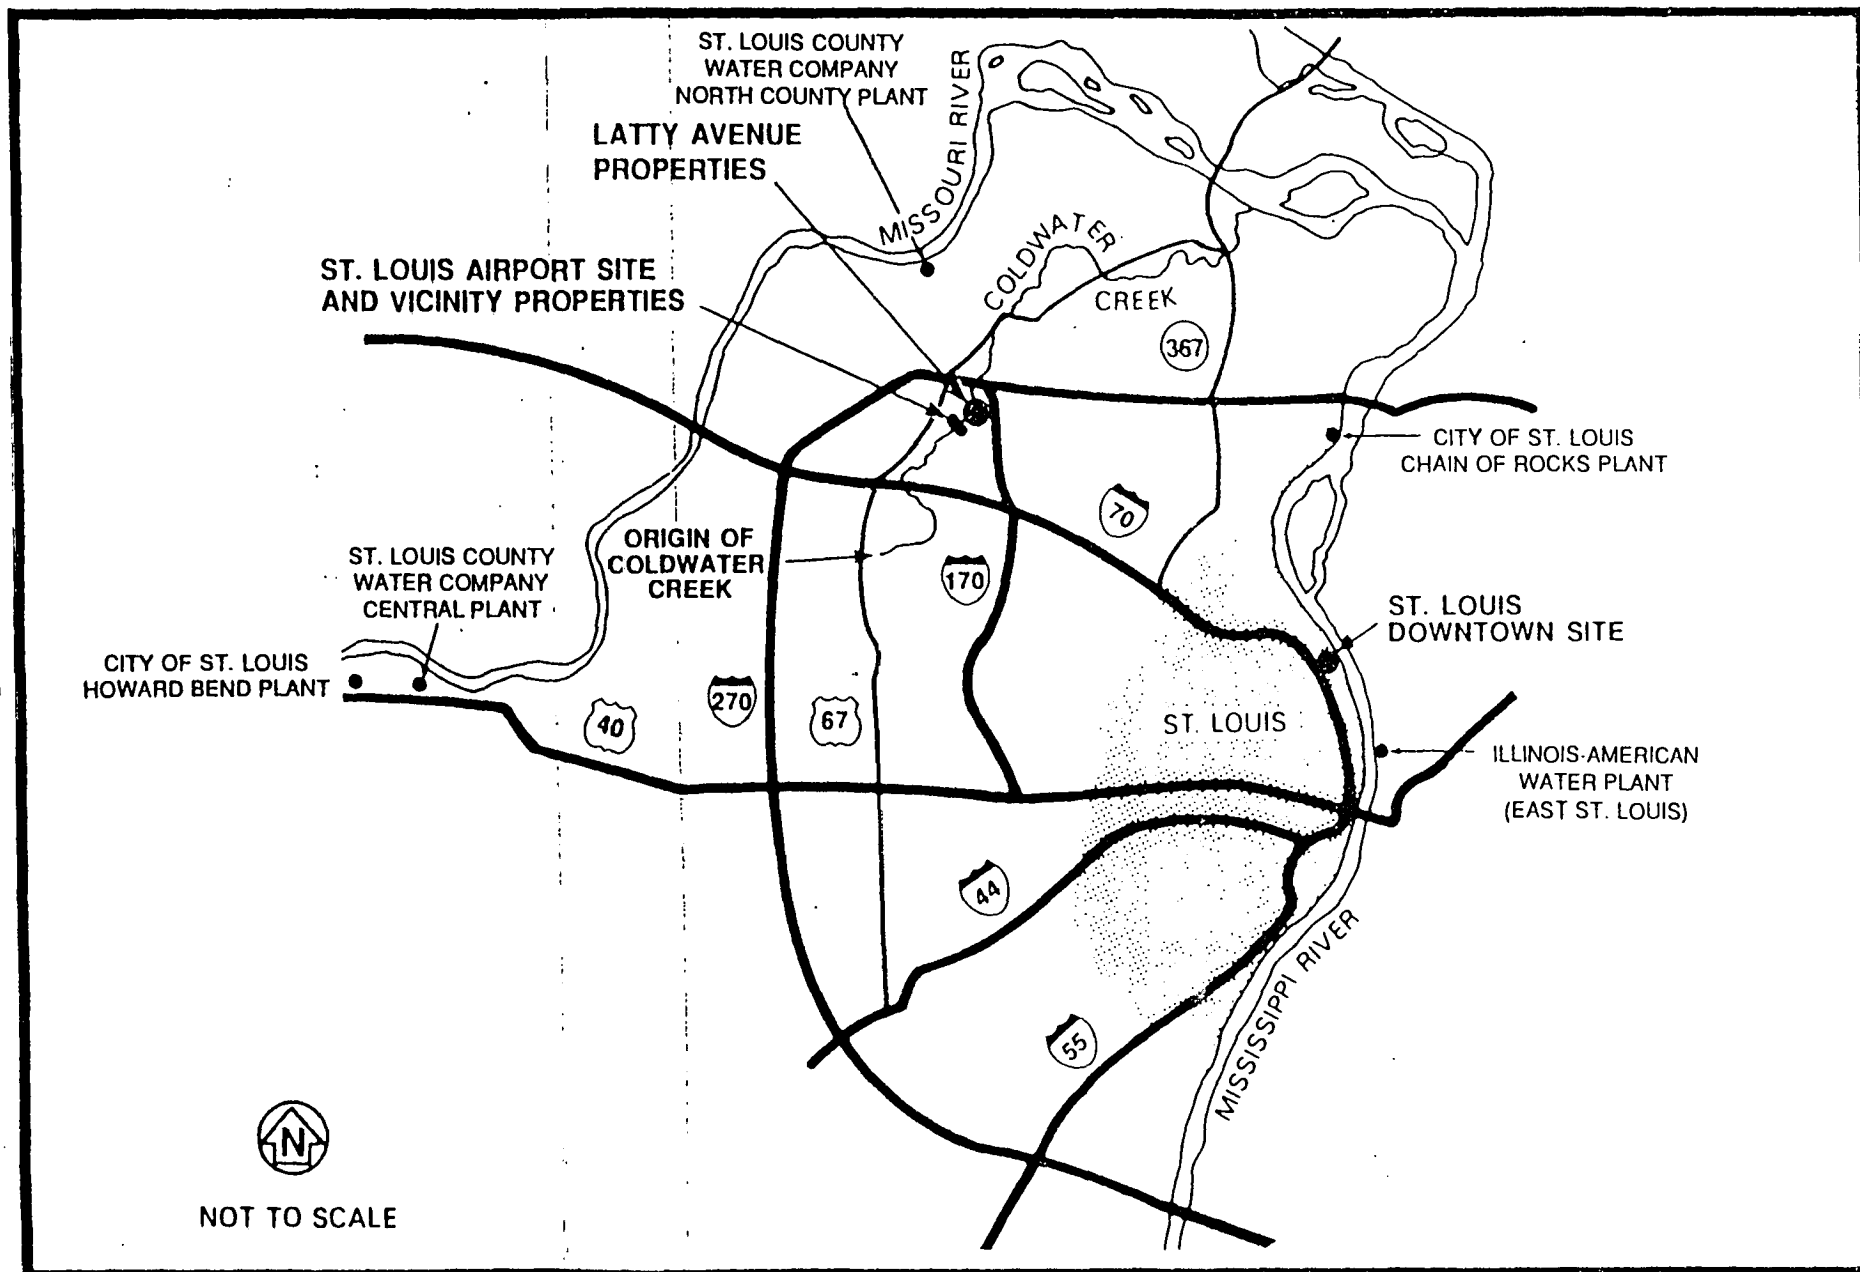 ST. LOUIS COUNTY
WATER COMPANY
NORTH COUNTY PLANT
MISSOURI RIVER
LATTY AVENUE
PROPERTIES
COLDWATER
CREEK
ST. LOUIS AIRPORT SITE
AND VICINITY PROPERTIES
367
CITY OF ST. LOUIS
CHAIN OF ROCKS PLANT
70
ORIGIN OF
COLDWATER
CREEK
170
ST. LOUIS COUNTY
WATER COMPANY
CENTRAL PLANT
ST. LOUIS
DOWNTOWN SITE
CITY OF ST. LOUIS
HOWARD BEND PLANT
40
270
67
ST. LOUIS
ILLINOIS-AMERICAN
WATER PLANT
(EAST ST. LOUIS)
44
55
MISSISSIPPI RIVER
N
NOT TO SCALE